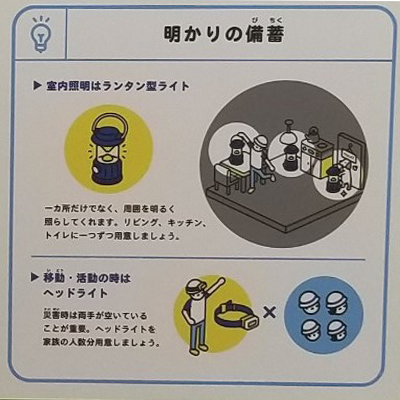 明かりの備蓄
び ちく
▶ 室内照明はランタン型ライト
一カ所だけでなく、周囲を明るく
照らしてくれます。リビング、キッチン、
トイレに一つずつ用意しましょう。
▶ 移動・活動の時は
ヘッドライト
災害時は両手が空いている
ことが重要。ヘッドライトを
家族の人数分用意しましょう。
×